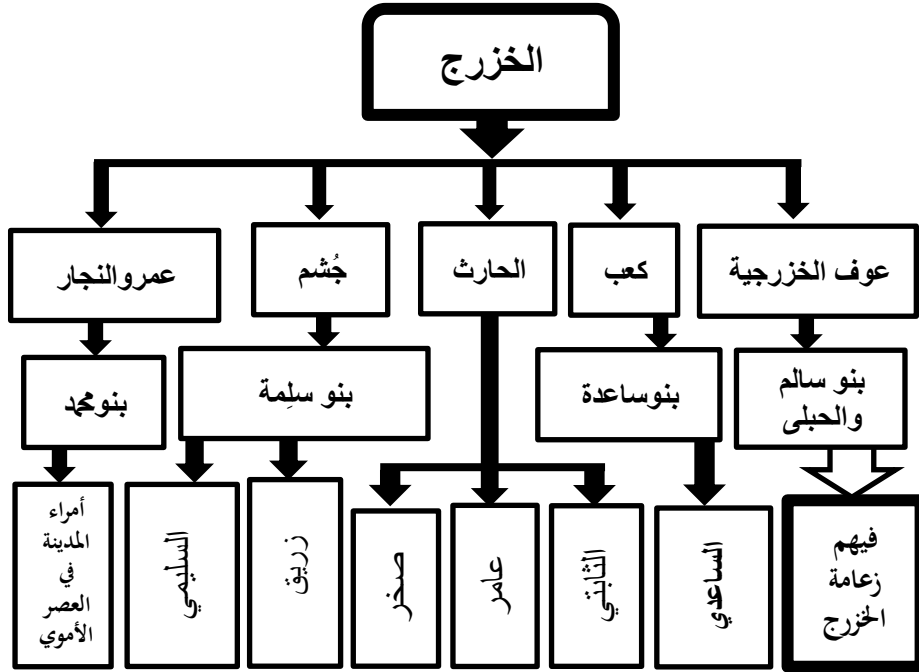 الخزرج
عوف الخزرجية
كعب
الحارث
جُشم
عمروالنجار
بنو سالم
والحبلى
بنوساعدة
بنو سلِمة
بنومحمد
فيهم
زعامة
الخزرج
الساعدي
الثابتي
عامر
صخر
زريق
السليمي
أمراء
المدينة
في
العصر
الأموي